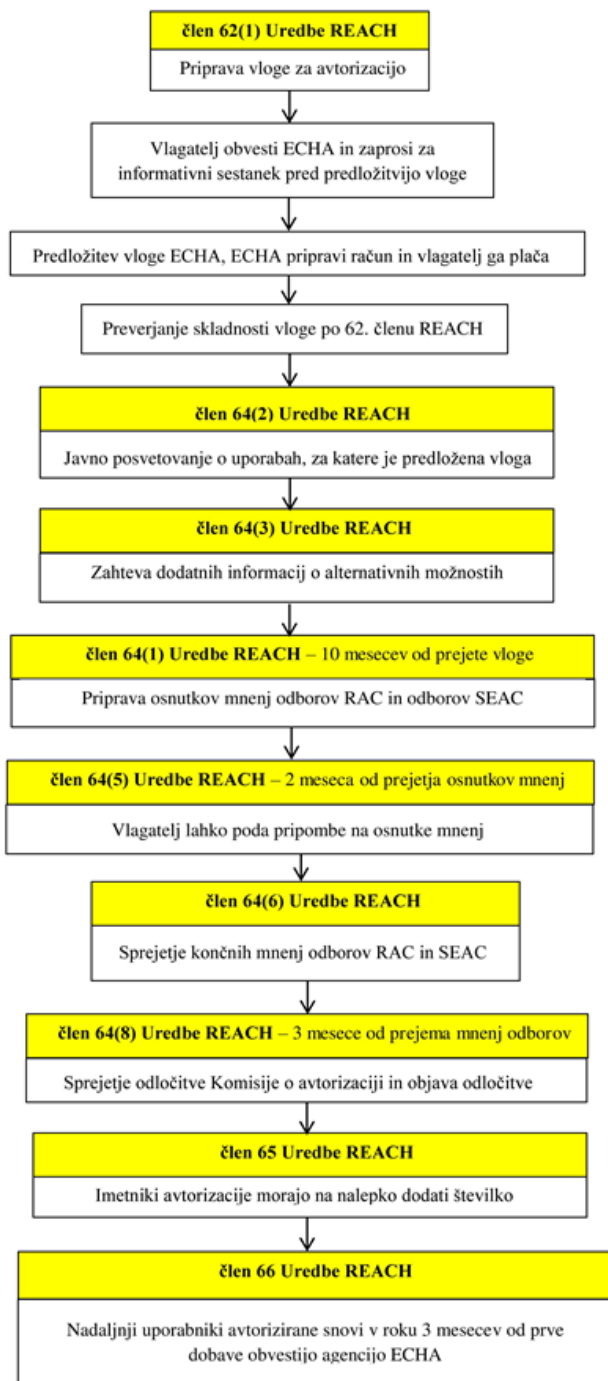 člen 62(1) Uredbe REACH
Priprava vloge za avtorizacijo
Vlagatelj obvesti ECHA in zaprosi za
informativni sestanek pred predložitvijo vloge
Predložitev vloge ECHA, ECHA pripravi račun in vlagatelj ga plača
Preverjanje skladnosti vloge po 62. členu REACH
člen 64(2) Uredbe REACH
Javno posvetovanje o uporabah, za katere je predložena vloga
člen 64(3) Uredbe REACH
Zahteva dodatnih informacij o alternativnih možnostih
člen 64(1) Uredbe REACH – 10 mesecev od prejete vloge
Priprava osnutkov mnenj odborov RAC in odborov SEAC
člen 64(5) Uredbe REACH – 2 meseca od prejetja osnutkov mnenj
Vlagatelj lahko poda pripombe na osnutke mnenj
člen 64(6) Uredbe REACH
Sprejetje končnih mnenj odborov RAC in SEAC
člen 64(8) Uredbe REACH – 3 mesece od prejema mnenj odborov
Sprejetje odločitve Komisije o avtorizaciji in objava odločitve
člen 65 Uredbe REACH
Imetniki avtorizacije morajo na nalepko dodati številko
člen 66 Uredbe REACH
Nadaljnji uporabniki avtorizirane snovi v roku 3 mesecev od prve
dobave obvestijo agencijo ECHA